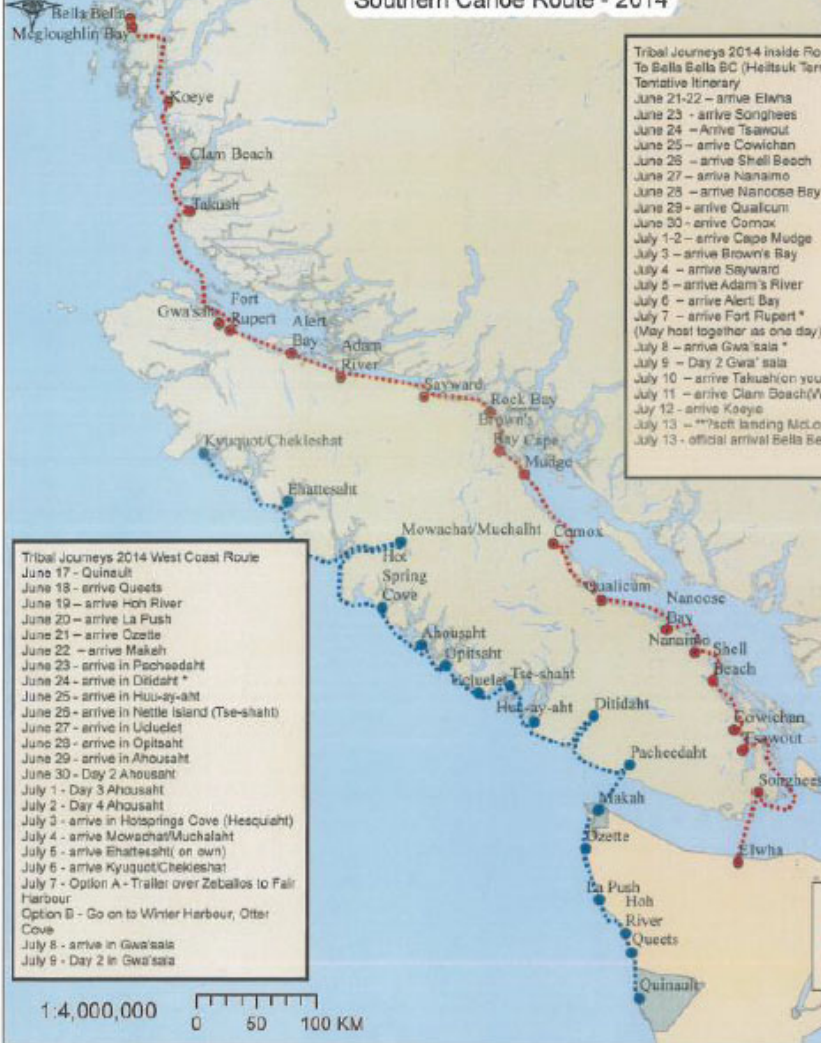 Southern Canoe Route - 2014
Bella Bella
Mcgloughlin Bay
Koeye
Clam Beach
Takush
Gwa'sala
Fort
Rupert
Alert
Bay
Adam
River
Sayward
Rock Bay
Brown's
Bay Cape
Mudge
Comox
Qualicum
Nanoose
Bay
Nanaimo
Shell
Beach
Cowichan
Tsawout
Songhees
Elwha
Kyuquot/Chekleshat
Ehattesaht
Mowachat/Muchalht
Hot
Spring
Cove
Ahousaht
Opitsaht
Ucluelet
Tse-shaht
Huu-ay-aht
Ditidaht
Pacheedaht
Makah
Ozette
La Push
Hoh
River
Queets
Quinault
Tribal Journeys 2014 inside Ro
To Bella Bella BC (Heiltsuk Terr
Tentative Itinerary
June 21-22 – arrive Elwha
June 23 - arrive Songhees
June 24 – Arrive Tsawout
June 25 – arrive Cowichan
June 26 – arrive Shell Beach
June 27 – arrive Nanaimo
June 28 – arrive Nanoose Bay
June 29 - arrive Qualicum
June 30 - arrive Comox
July 1-2 – arrive Cape Mudge
July 3 – arrive Brown's Bay
July 4 – arrive Sayward
July 5 – arrive Adam's River
July 6 – arrive Alert Bay
July 7 – arrive Fort Rupert *
(May host together as one day)
July 8 – arrive Gwa'sala *
July 9 – Day 2 Gwa' sala
July 10 – arrive Takush(on you
July 11 – arrive Clam Beach(W
Juy 12 - arrive Koeye
July 13 – **?soft landing McLo
July 13 - official arrival Bella Be
Tribal Journeys 2014 West Coast Route
June 17 - Quinault
June 18 - arrive Queets
June 19 – arrive Hoh River
June 20 – arrive La Push
June 21 – arrive Ozette
June 22 – arrive Makah
June 23 - arrive in Pacheedaht
June 24 - arrive in Ditidaht *
June 25 - arrive in Huu-ay-aht
June 26 - arrive in Nettle Island (Tse-shaht)
June 27 - arrive in Ucluelet
June 28 - arrive in Opitsaht
June 29 - arrive in Ahousaht
June 30 - Day 2 Ahousaht
July 1 - Day 3 Ahousaht
July 2 - Day 4 Ahousaht
July 3 - arrive in Hotsprings Cove (Hesquiaht)
July 4 - arrive Mowachat/Muchalaht
July 5 - arrive Ehattesaht( on own)
July 6 - arrive Kyuquot/Chekleshat
July 7 - Option A - Trailer over Zeballos to Fair
Harbour
Option B - Go on to Winter Harbour, Otter
Cove
July 8 - arrive in Gwa'sala
July 9 - Day 2 in Gwa'sala
1:4,000,000
0 50 100 KM